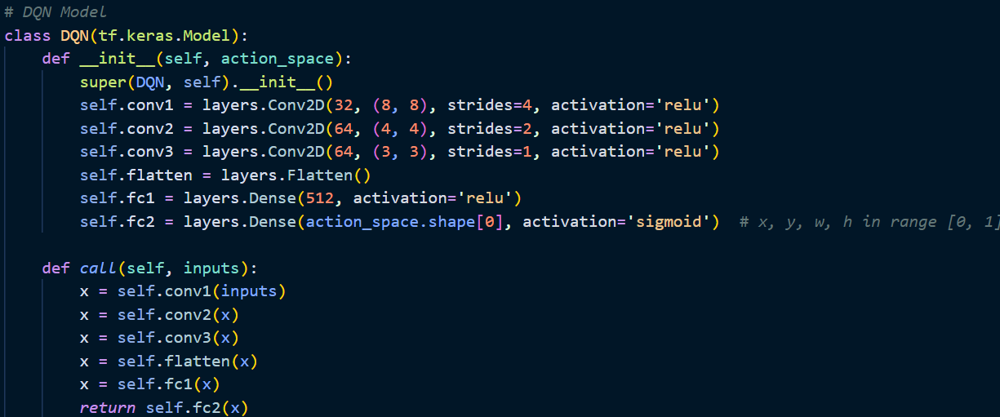 # DQN Model
class DQN(tf.keras.Model):
    def __init__(self, action_space):
        super(DQN, self).__init__()
        self.conv1 = layers.Conv2D(32, (8, 8), strides=4, activation='relu')
        self.conv2 = layers.Conv2D(64, (4, 4), strides=2, activation='relu')
        self.conv3 = layers.Conv2D(64, (3, 3), strides=1, activation='relu')
        self.flatten = layers.Flatten()
        self.fc1 = layers.Dense(512, activation='relu')
        self.fc2 = layers.Dense(action_space.shape[0], activation='sigmoid')  # x, y, w, h in range [0, 1]
    def call(self, inputs):
        x = self.conv1(inputs)
        x = self.conv2(x)
        x = self.conv3(x)
        x = self.flatten(x)
        x = self.fc1(x)
        return self.fc2(x)